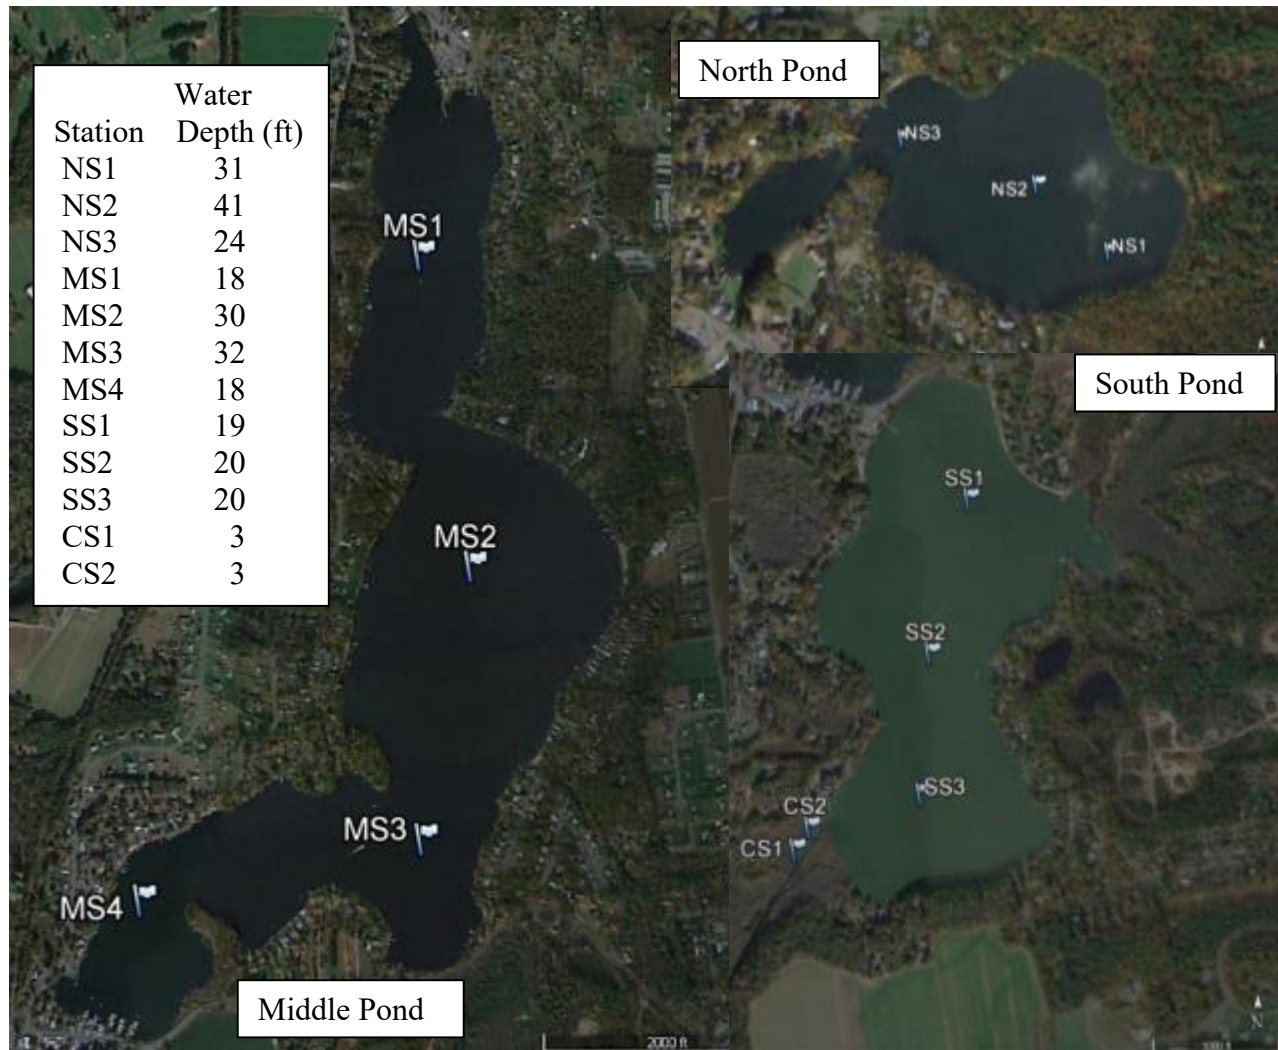 Water
Station Depth (ft)
NS1 31
NS2 41
NS3 24
MS1 18
MS2 30
MS3 32
MS4 18
SS1 19
SS2 20
SS3 20
CS1 3
CS2 3
North Pond
NS3
NS2
NS1
South Pond
MS1
MS2
MS3
MS4
Middle Pond
2000 ft
SS1
SS2
SS3
CS2
CS1
N